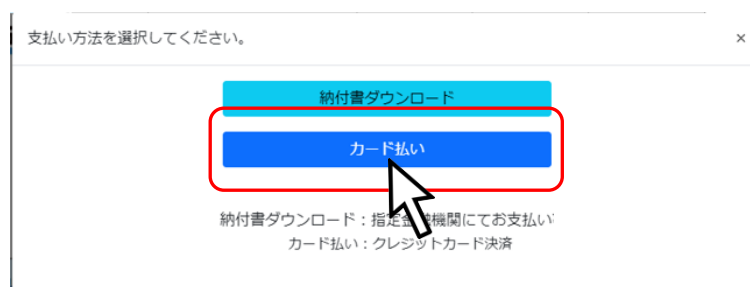 支払い方法を選択してください。 ×
納付書ダウンロード
カード払い
納付書ダウンロード：指定金融機関にてお支払い
カード払い：クレジットカード決済